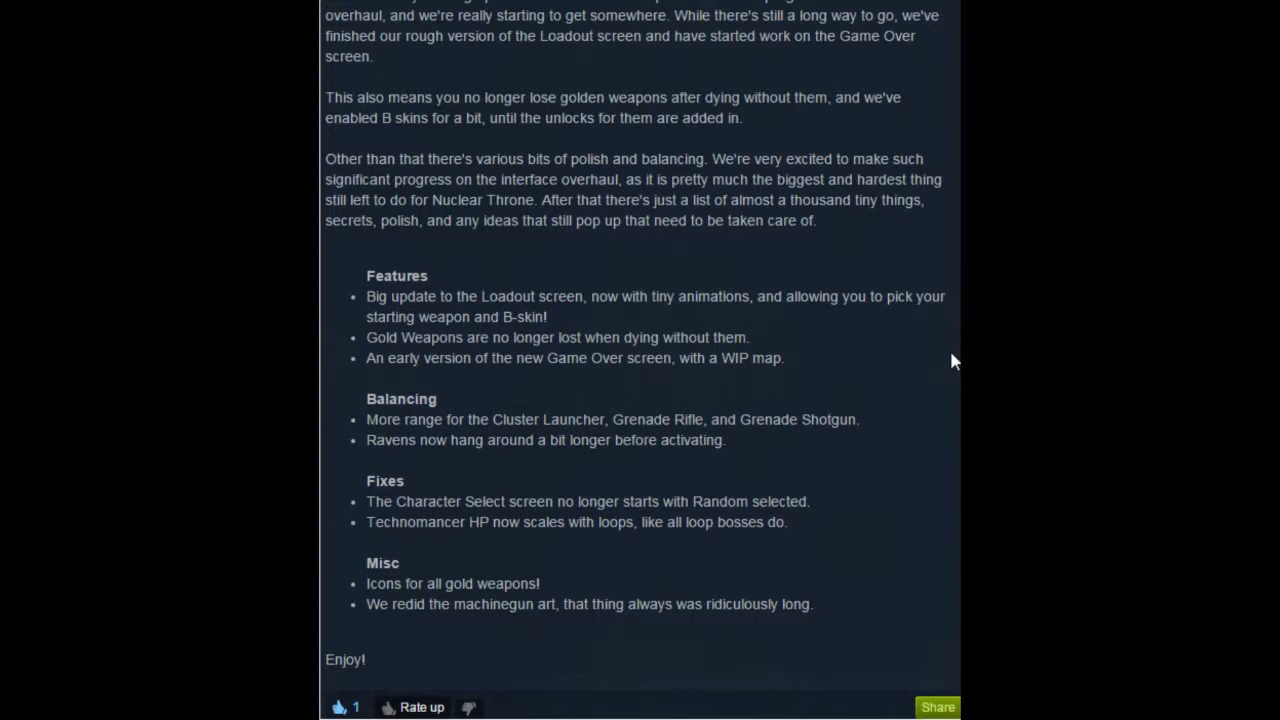 overhaul, and we're really starting to get somewhere. While there's still a long way to go, we've
finished our rough version of the Loadout screen and have started work on the Game Over
screen.
This also means you no longer lose golden weapons after dying without them, and we've
enabled B skins for a bit, until the unlocks for them are added in.
Other than that there's various bits of polish and balancing. We're very excited to make such
significant progress on the interface overhaul, as it is pretty much the biggest and hardest thing
still left to do for Nuclear Throne. After that there's just a list of almost a thousand tiny things,
secrets, polish, and any ideas that still pop up that need to be taken care of.
Features
• Big update to the Loadout screen, now with tiny animations, and allowing you to pick your
starting weapon and B-skin!
• Gold Weapons are no longer lost when dying without them.
• An early version of the new Game Over screen, with a WIP map.
Balancing
• More range for the Cluster Launcher, Grenade Rifle, and Grenade Shotgun.
• Ravens now hang around a bit longer before activating.
Fixes
• The Character Select screen no longer starts with Random selected.
• Technomancer HP now scales with loops, like all loop bosses do.
Misc
• Icons for all gold weapons!
• We redid the machinegun art, that thing always was ridiculously long.
Enjoy!
1 Rate up Share